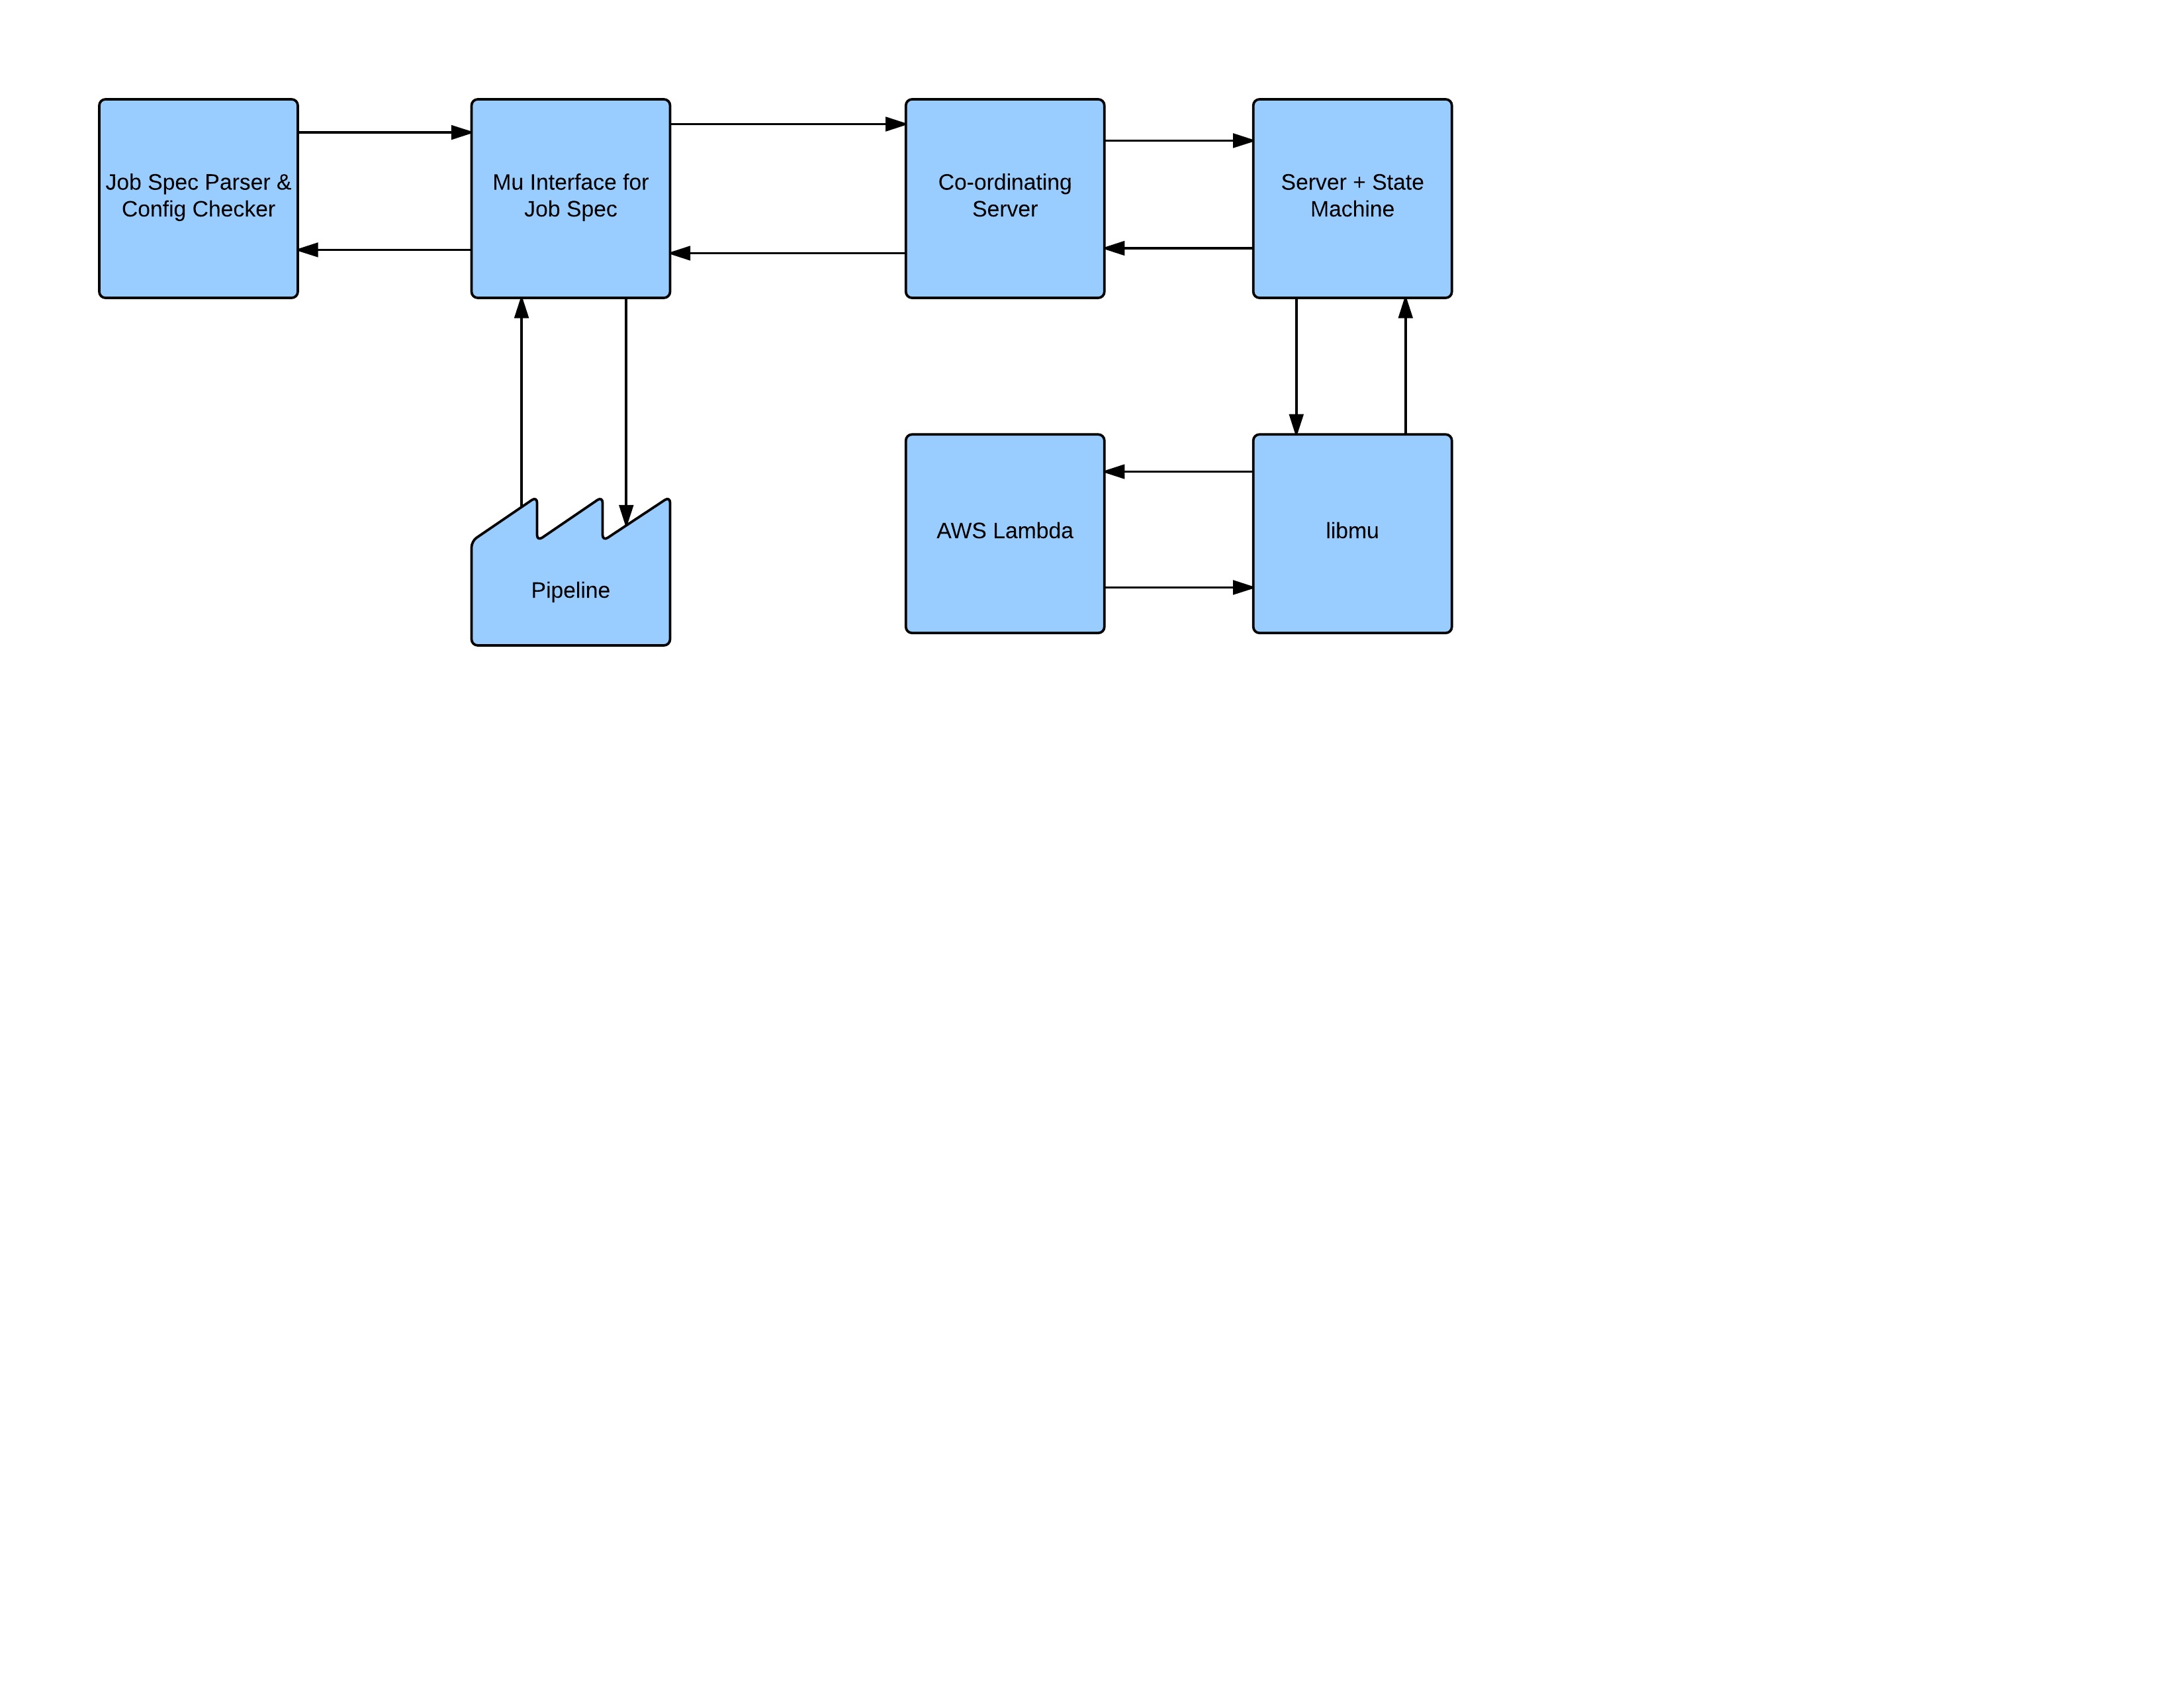 Job Spec Parser &
Config Checker
Mu Interface for
Job Spec
Co-ordinating
Server
Server + State
Machine
AWS Lambda
libmu
Pipeline